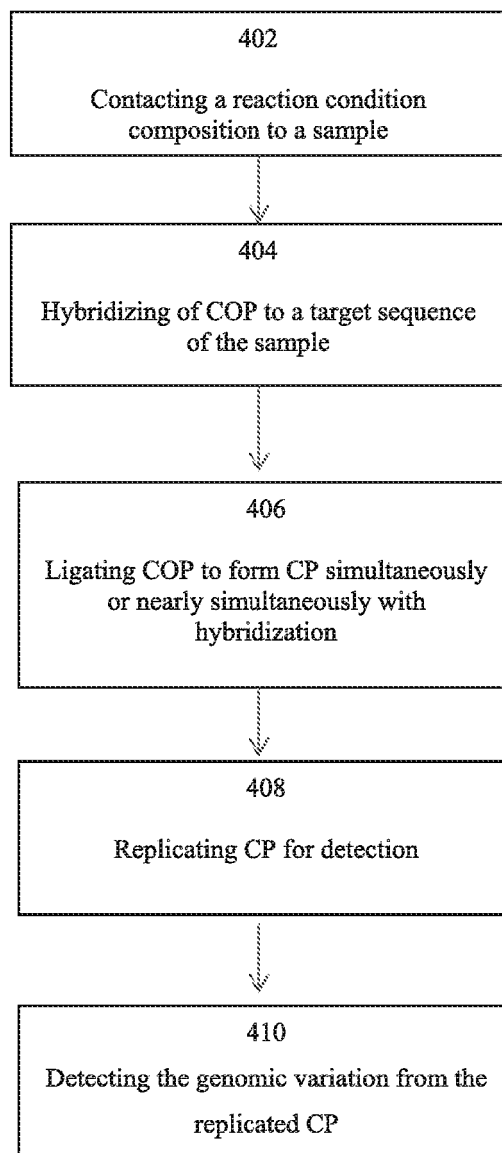 402
Contacting a reaction condition
composition to a sample
404
Hybridizing of COP to a target sequence
of the sample
406
Ligating COP to form CP simultaneously
or nearly simultaneously with
hybridization
408
Replicating CP for detection
410
Detecting the genomic variation from the
replicated CP